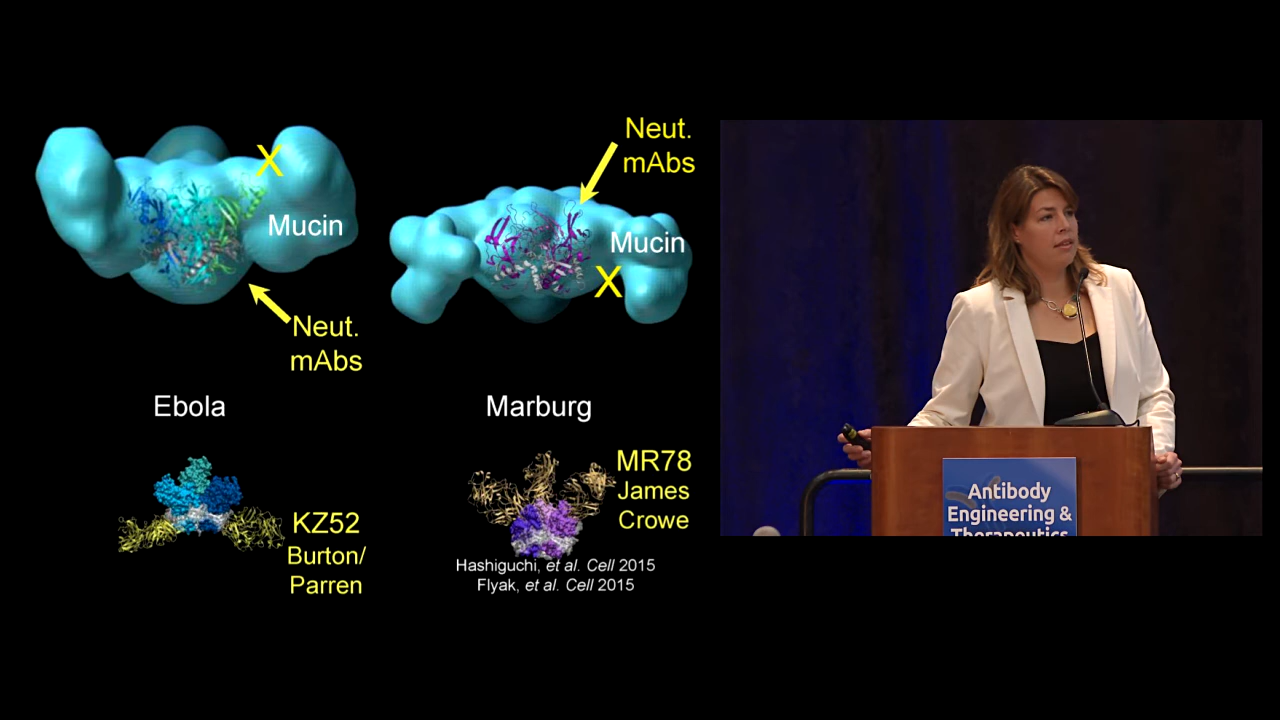 Neut.
mAbs
X
Mucin
Mucin
X
Neut.
mAbs
Ebola
Marburg
MR78
James
Crowe
KZ52
Burton/
Parren
Hashiguchi, et al. Cell 2015
Flyak, et al. Cell 2015
Antibody
Engineering &
Therapeutics